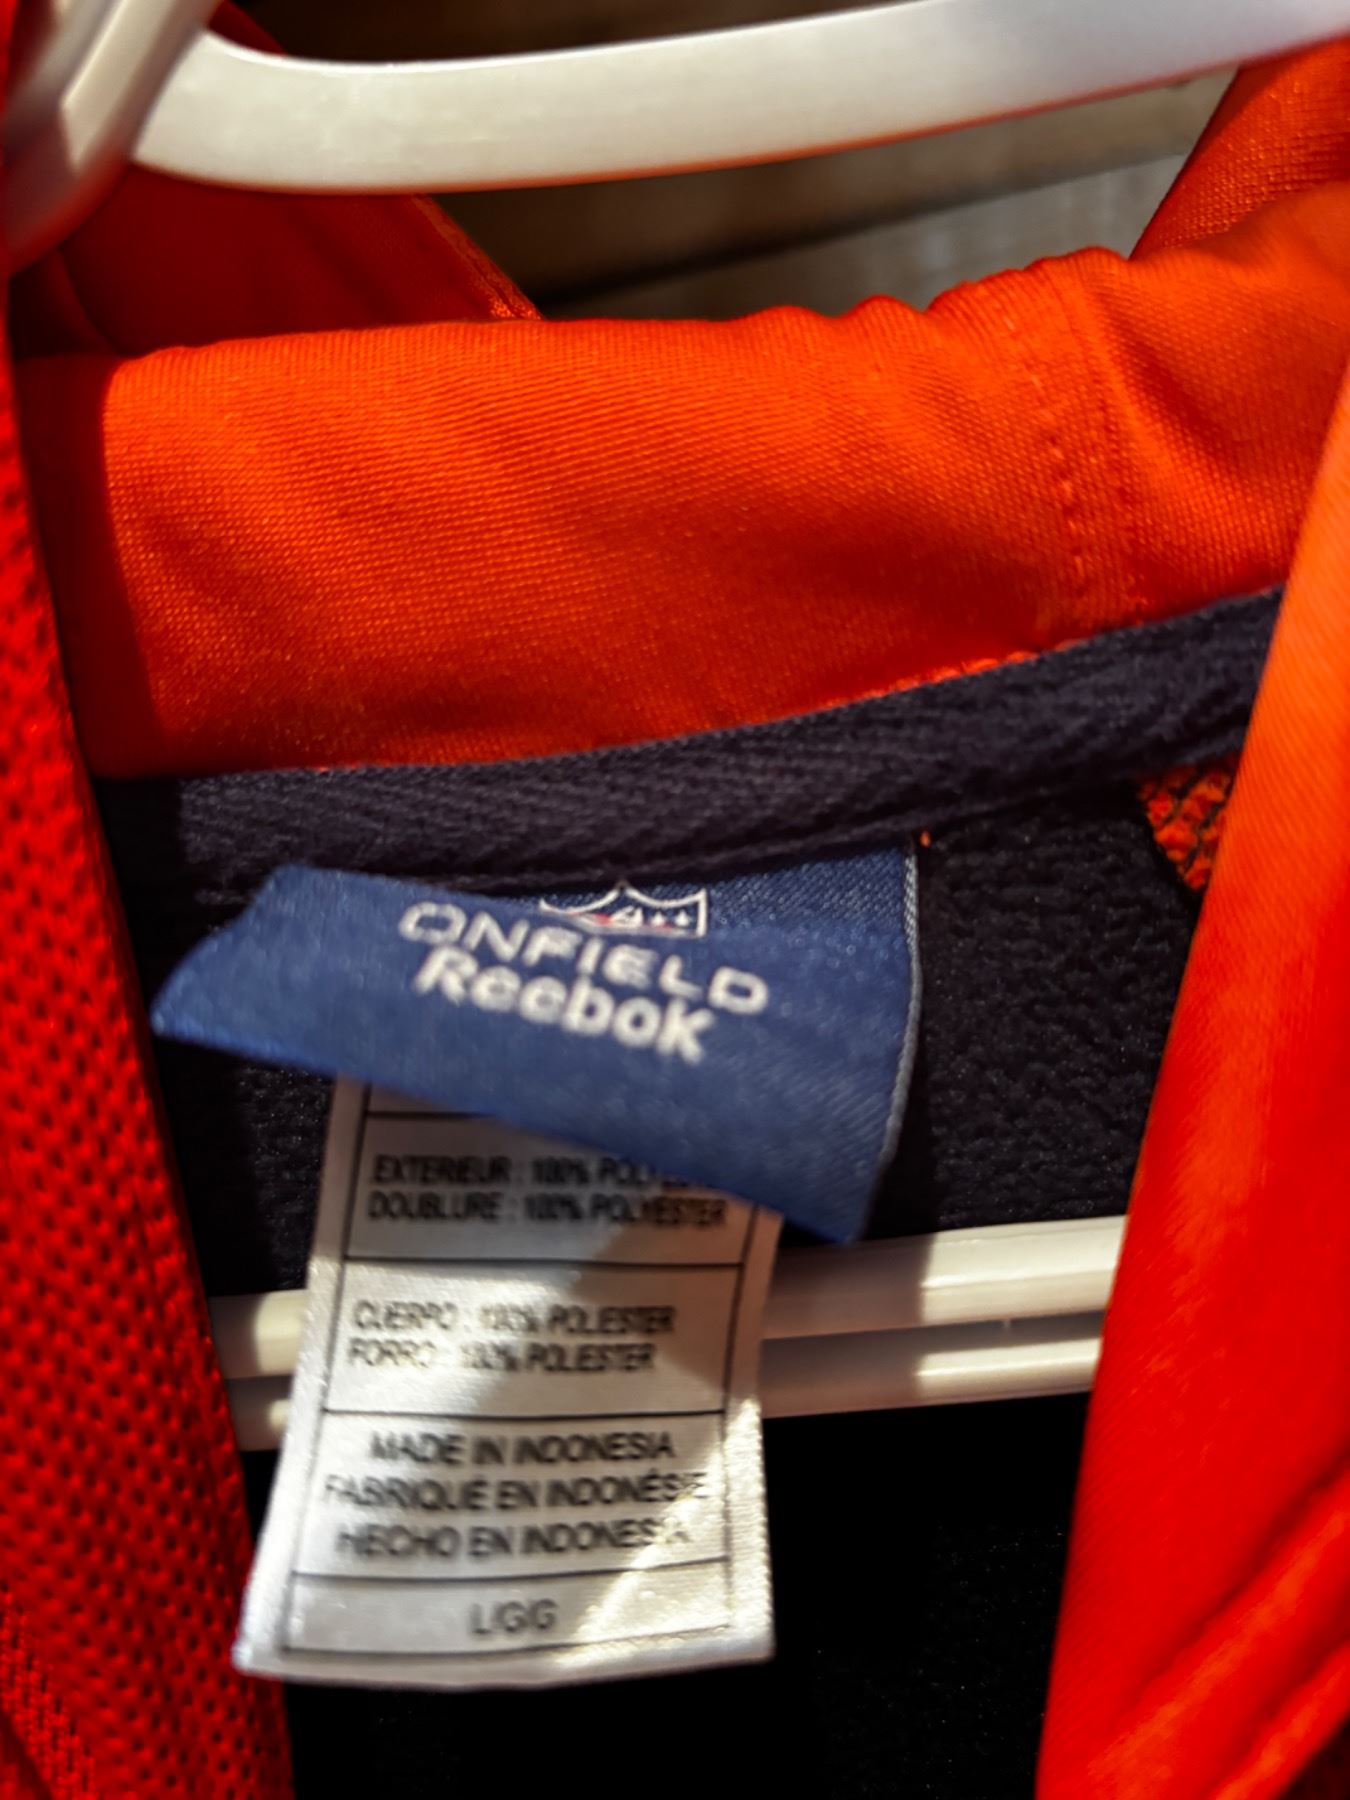 ONFIELD
Reebok
EXTERIEUR : 100% POLYESTER
DOUBLURE : 100% POLYESTER
CUERPO : 100% POLIESTER
FORRO : 100% POLIESTER
MADE IN INDONESIA
FABRIQUÉ EN INDONÉSIE
HECHO EN INDONESIA
L/G/G